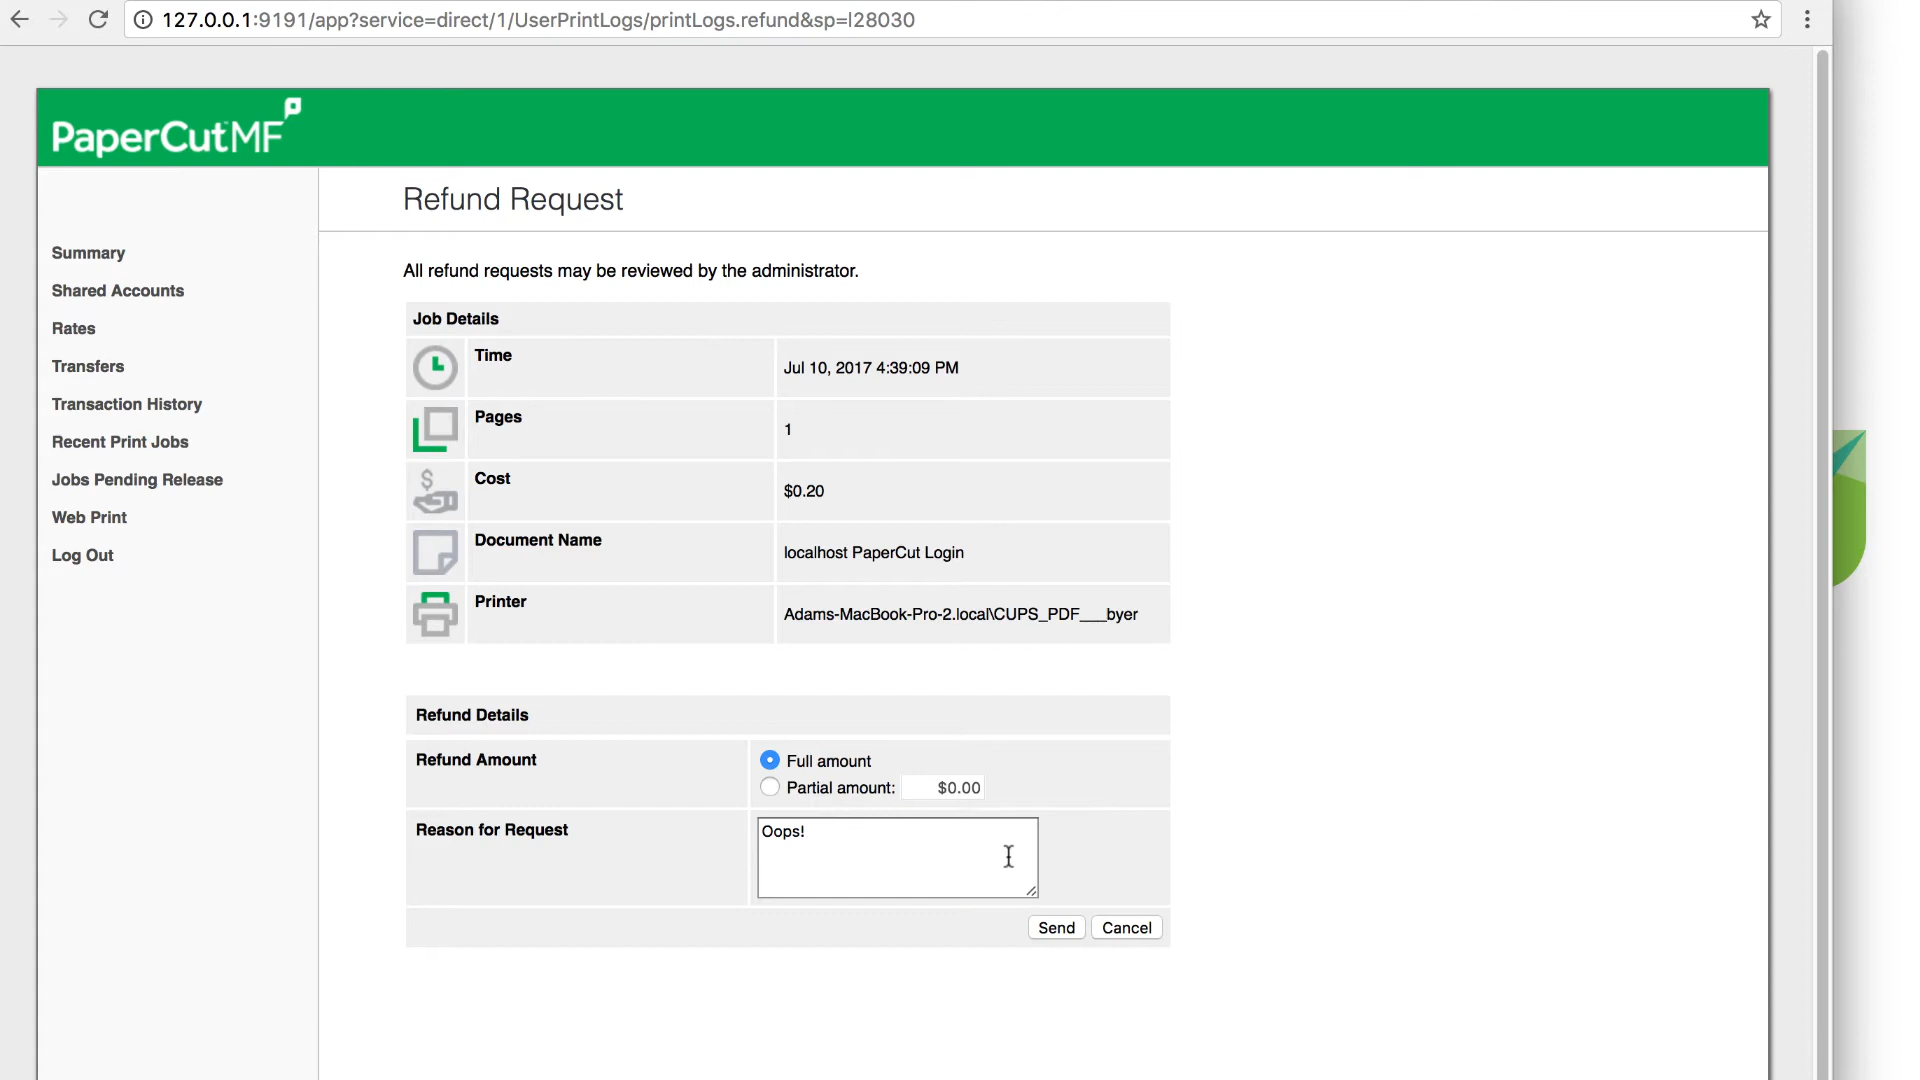 127.0.0.1:9191/app?service=direct/1/UserPrintLogs/printLogs.refund&sp=l28030
PaperCut MF
Refund Request
Summary
Shared Accounts
Rates
Transfers
Transaction History
Recent Print Jobs
Jobs Pending Release
Web Print
Log Out
All refund requests may be reviewed by the administrator.
Job Details
Time Jul 10, 2017 4:39:09 PM
Pages 1
Cost $0.20
Document Name localhost PaperCut Login
Printer Adams-MacBook-Pro-2.local\CUPS_PDF___byer
Refund Details
Refund Amount Full amount
Partial amount: $0.00
Reason for Request Oops!
Send Cancel